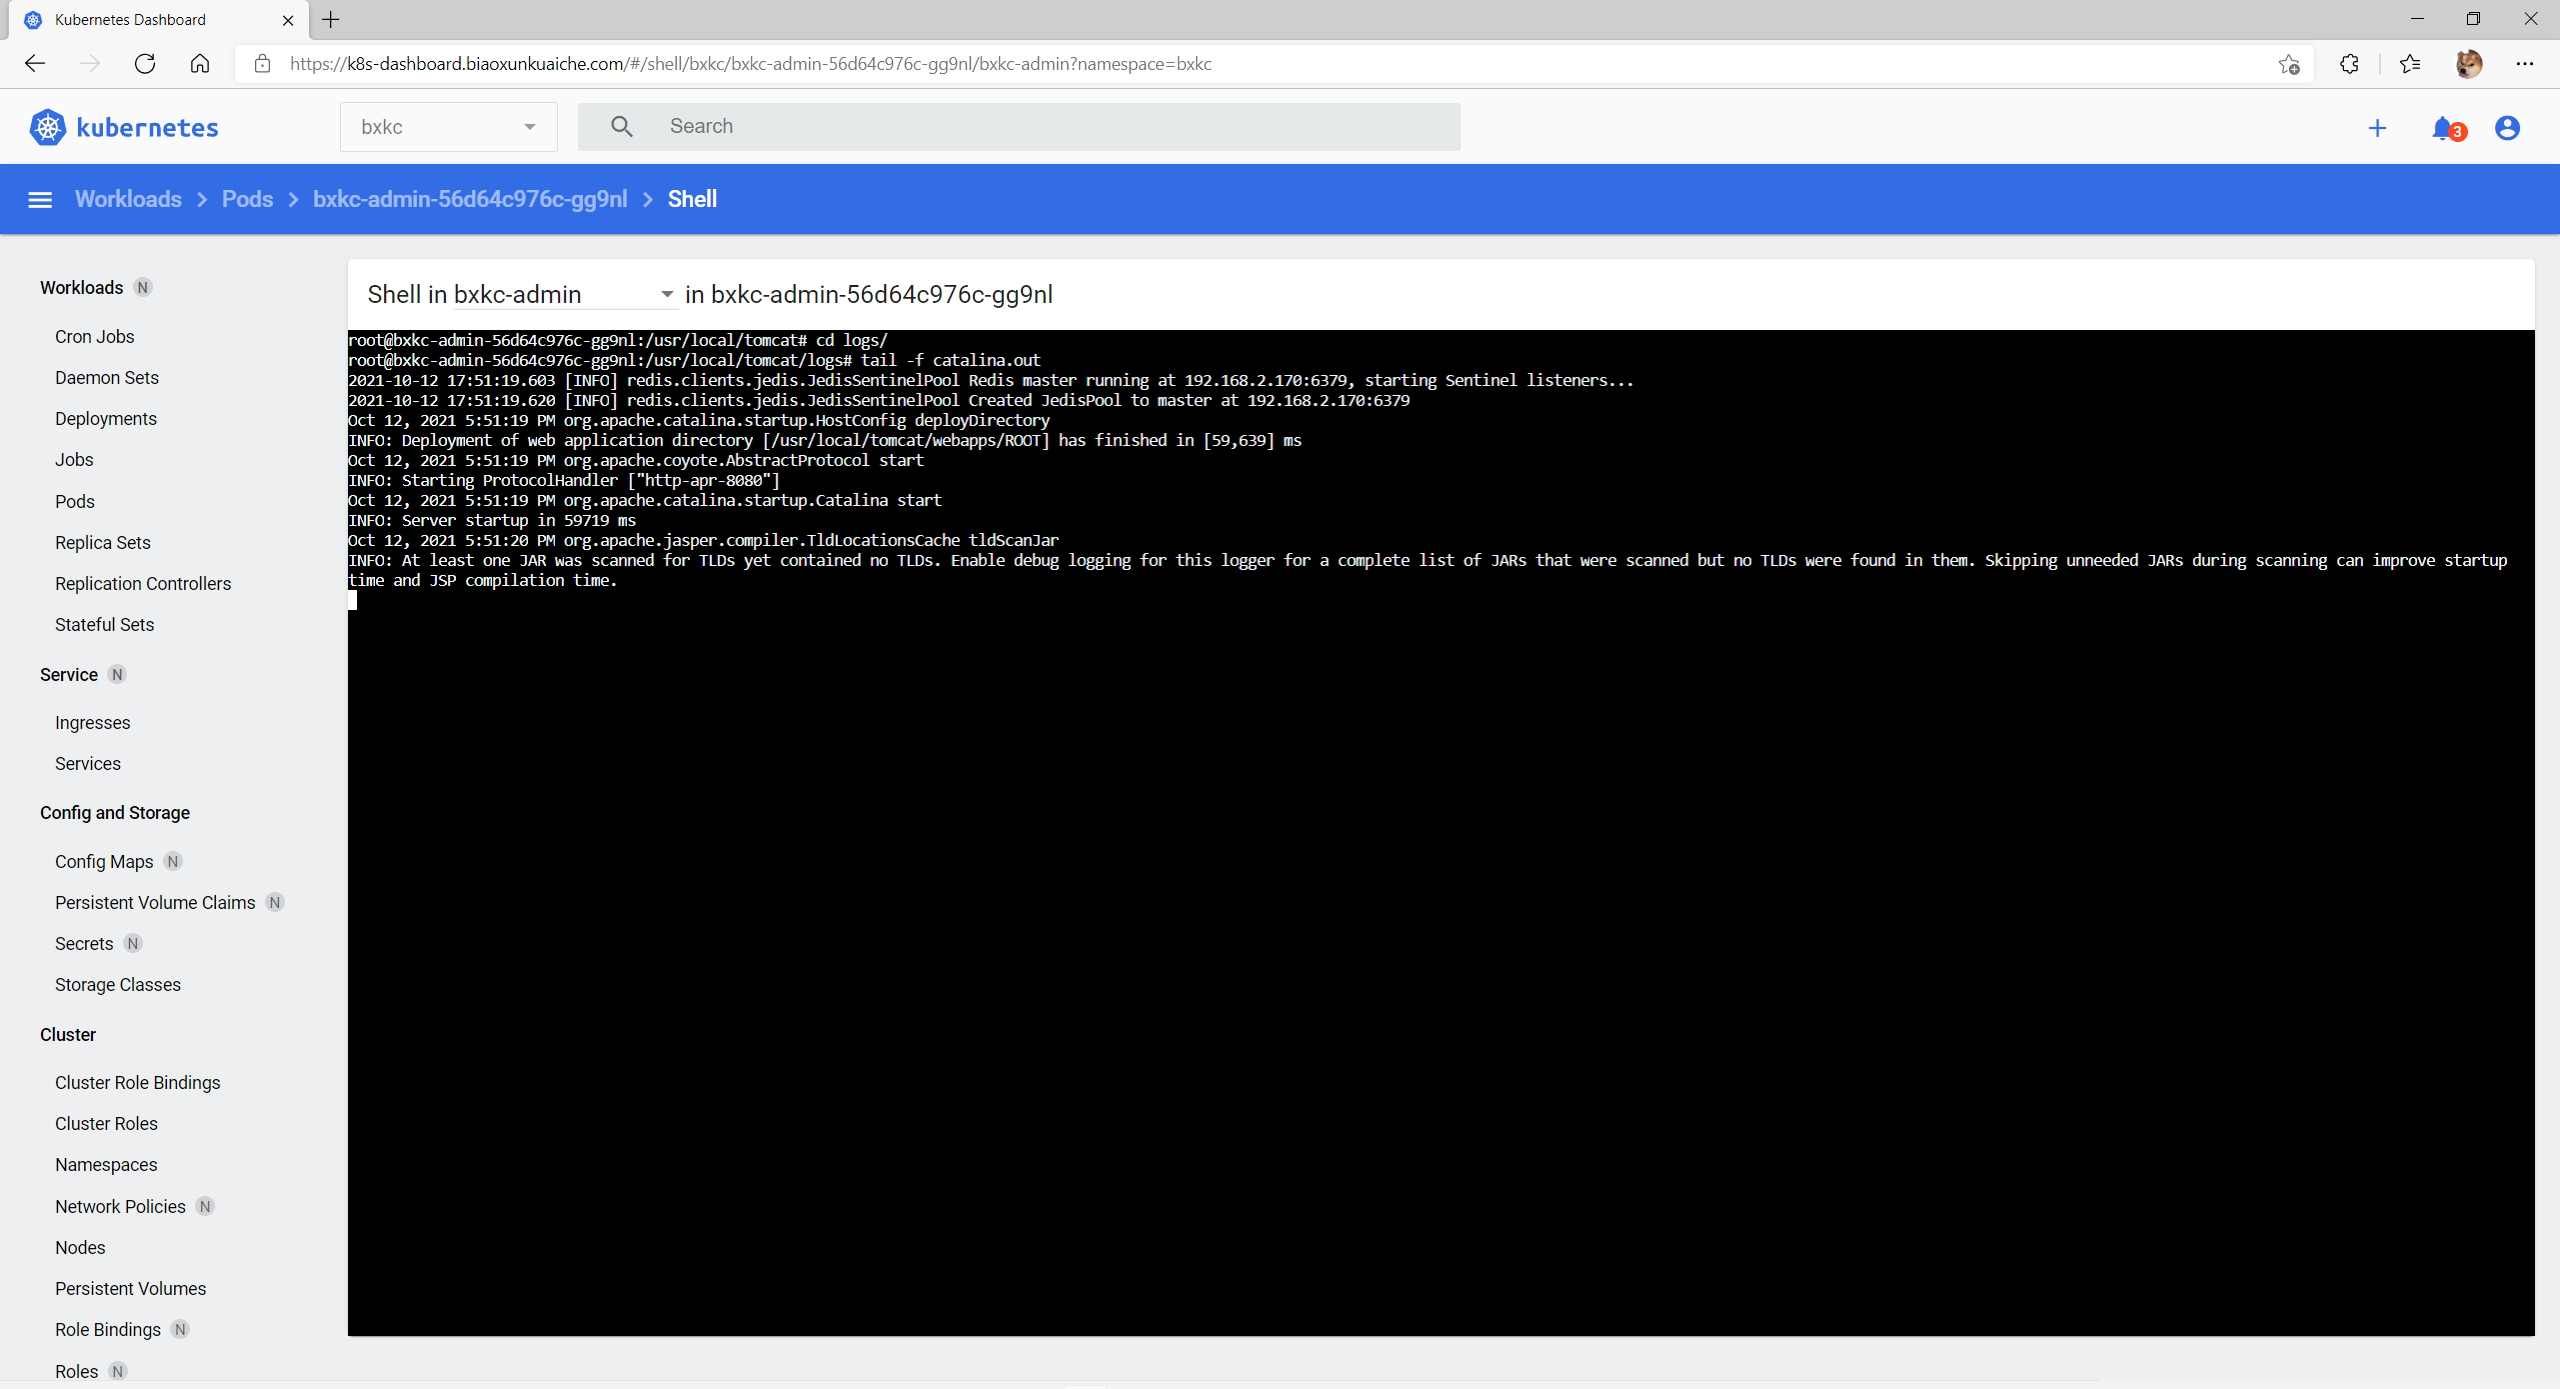 Kubernetes Dashboard
https://k8s-dashboard.biaoxunkuaiche.com/#/shell/bxkc/bxkc-admin-56d64c976c-gg9nl/bxkc-admin?namespace=bxkc
kubernetes
bxkc
Search
3
Workloads > Pods > bxkc-admin-56d64c976c-gg9nl > Shell
Workloads N
Cron Jobs
Daemon Sets
Deployments
Jobs
Pods
Replica Sets
Replication Controllers
Stateful Sets
Service N
Ingresses
Services
Config and Storage
Config Maps N
Persistent Volume Claims N
Secrets N
Storage Classes
Cluster
Cluster Role Bindings
Cluster Roles
Namespaces
Network Policies N
Nodes
Persistent Volumes
Role Bindings N
Roles N
Shell in bxkc-admin in bxkc-admin-56d64c976c-gg9nl
root@bxkc-admin-56d64c976c-gg9nl:/usr/local/tomcat# cd logs/
root@bxkc-admin-56d64c976c-gg9nl:/usr/local/tomcat/logs# tail -f catalina.out
2021-10-12 17:51:19.603 [INFO] redis.clients.jedis.JedisSentinelPool Redis master running at 192.168.2.170:6379, starting Sentinel listeners...
2021-10-12 17:51:19.620 [INFO] redis.clients.jedis.JedisSentinelPool Created JedisPool to master at 192.168.2.170:6379
Oct 12, 2021 5:51:19 PM org.apache.catalina.startup.HostConfig deployDirectory
INFO: Deployment of web application directory [/usr/local/tomcat/webapps/ROOT] has finished in [59,639] ms
Oct 12, 2021 5:51:19 PM org.apache.coyote.AbstractProtocol start
INFO: Starting ProtocolHandler ["http-apr-8080"]
Oct 12, 2021 5:51:19 PM org.apache.catalina.startup.Catalina start
INFO: Server startup in 59719 ms
Oct 12, 2021 5:51:20 PM org.apache.jasper.compiler.TldLocationsCache tldScanJar
INFO: At least one JAR was scanned for TLDs yet contained no TLDs. Enable debug logging for this logger for a complete list of JARs that were scanned but no TLDs were found in them. Skipping unneeded JARs during scanning can improve startup
time and JSP compilation time.